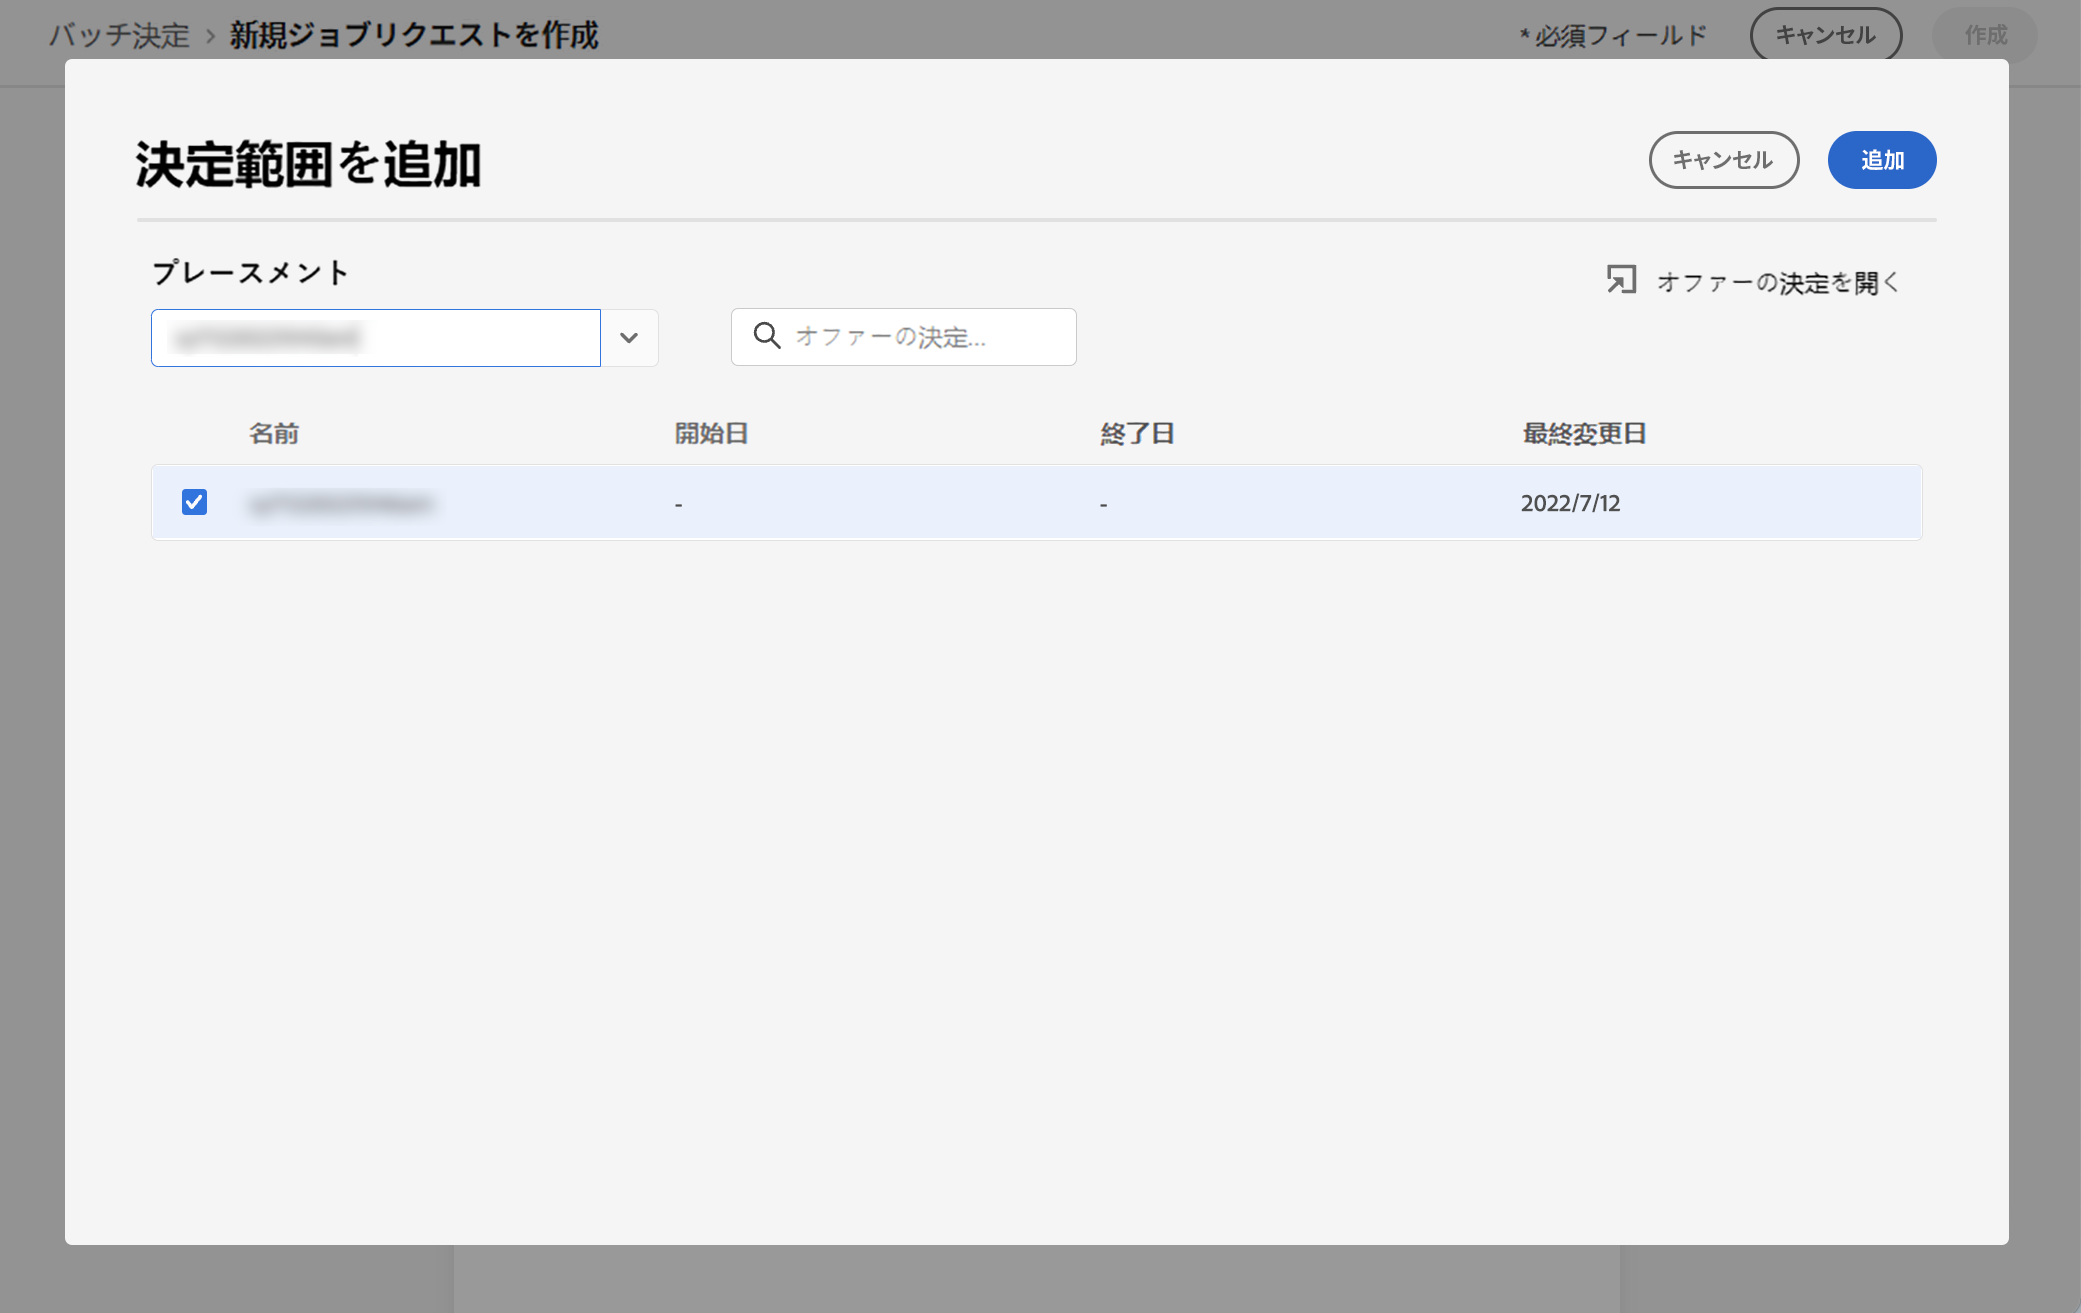 バッチ決定 > 新規ジョブリクエストを作成
* 必須フィールド
キャンセル
作成
決定範囲を追加
キャンセル
追加
プレースメント
オファーの決定を開く
オファーの決定...
名前 開始日 終了日 最終変更日
- - 2022/7/12